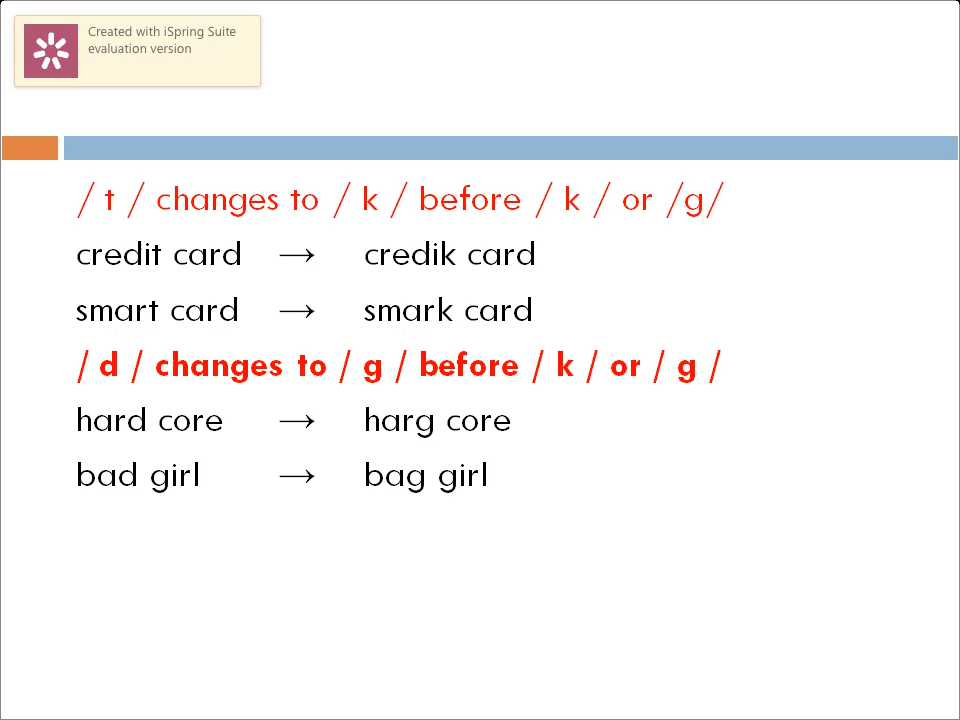 Created with iSpring Suite
evaluation version
/ t / changes to / k / before / k / or /g/
credit card → credik card
smart card → smark card
/ d / changes to / g / before / k / or / g /
hard core → harg core
bad girl → bag girl